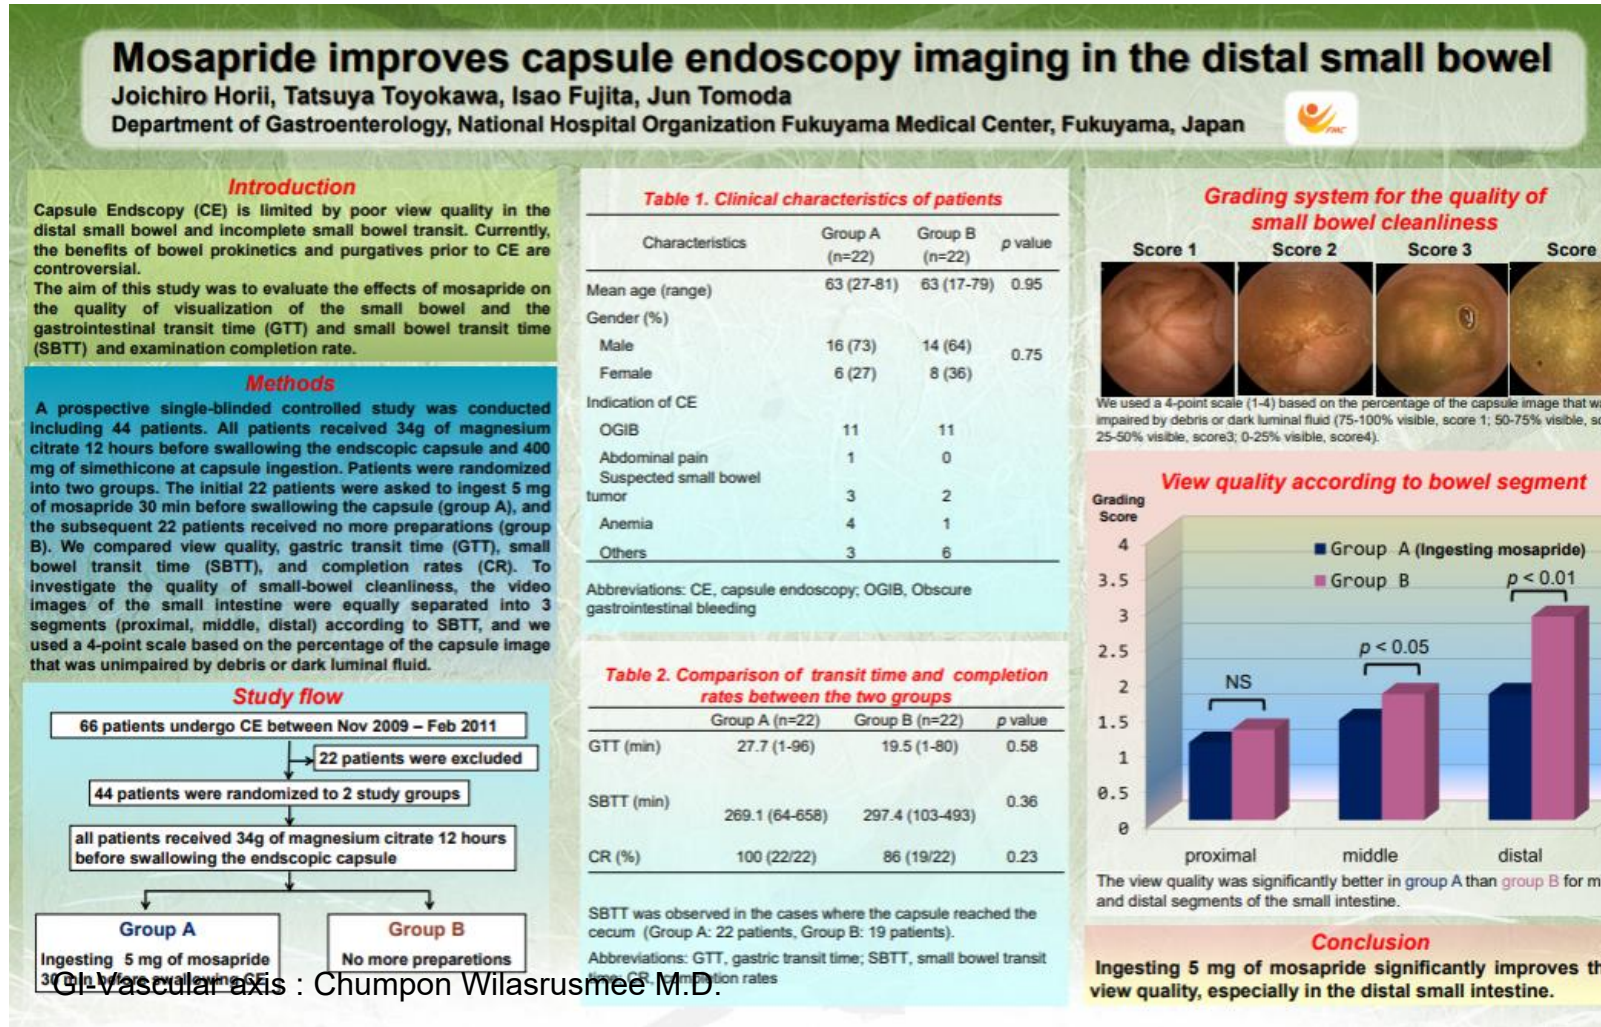 Mosapride improves capsule endoscopy imaging in the distal small bowel
Joichiro Horii, Tatsuya Toyokawa, Isao Fujita, Jun Tomoda
Department of Gastroenterology, National Hospital Organization Fukuyama Medical Center, Fukuyama, Japan
FMC
Introduction
Capsule Endscopy (CE) is limited by poor view quality in the
distal small bowel and incomplete small bowel transit. Currently,
the benefits of bowel prokinetics and purgatives prior to CE are
controversial.
The aim of this study was to evaluate the effects of mosapride on
the quality of visualization of the small bowel and the
gastrointestinal transit time (GTT) and small bowel transit time
(SBTT) and examination completion rate.
Methods
A prospective single-blinded controlled study was conducted
including 44 patients. All patients received 34g of magnesium
citrate 12 hours before swallowing the endscopic capsule and 400
mg of simethicone at capsule ingestion. Patients were randomized
into two groups. The initial 22 patients were asked to ingest 5 mg
of mosapride 30 min before swallowing the capsule (group A), and
the subsequent 22 patients received no more preparations (group
B). We compared view quality, gastric transit time (GTT), small
bowel transit time (SBTT), and completion rates (CR). To
investigate the quality of small-bowel cleanliness, the video
images of the small intestine were equally separated into 3
segments (proximal, middle, distal) according to SBTT, and we
used a 4-point scale based on the percentage of the capsule image
that was unimpaired by debris or dark luminal fluid.
Study flow
66 patients undergo CE between Nov 2009 – Feb 2011
22 patients were excluded
44 patients were randomized to 2 study groups
all patients received 34g of magnesium citrate 12 hours
before swallowing the endscopic capsule
Group A
Ingesting 5 mg of mosapride
30 min before swallowing CE
Group B
No more preparetions
GI-Vascular axis : Chumpon Wilasrusmee M.D.
Table 1. Clinical characteristics of patients
Characteristics Group A (n=22) Group B (n=22) p value
Mean age (range) 63 (27-81) 63 (17-79) 0.95
Gender (%)
Male 16 (73) 14 (64) 0.75
Female 6 (27) 8 (36)
Indication of CE
OGIB 11 11
Abdominal pain 1 0
Suspected small bowel
tumor 3 2
Anemia 4 1
Others 3 6
Abbreviations: CE, capsule endoscopy; OGIB, Obscure
gastrointestinal bleeding
Table 2. Comparison of transit time and completion
rates between the two groups
Group A (n=22) Group B (n=22) p value
GTT (min) 27.7 (1-96) 19.5 (1-80) 0.58
SBTT (min) 269.1 (64-658) 297.4 (103-493) 0.36
CR (%) 100 (22/22) 86 (19/22) 0.23
SBTT was observed in the cases where the capsule reached the
cecum (Group A: 22 patients, Group B: 19 patients).
Abbreviations: GTT, gastric transit time; SBTT, small bowel transit
time; CR, completion rates
Grading system for the quality of
small bowel cleanliness
Score 1 Score 2 Score 3 Score
We used a 4-point scale (1-4) based on the percentage of the capsule image that
impaired by debris or dark luminal fluid (75-100% visible, score 1; 50-75% visible,
25-50% visible, score3; 0-25% visible, score4).
View quality according to bowel segment
Grading
Score
4
3.5
3
2.5
2
1.5
1
0.5
0
Group A (Ingesting mosapride)
Group B
NS
p < 0.05
p < 0.01
proximal middle distal
The view quality was significantly better in group A than group B for
and distal segments of the small intestine.
Conclusion
Ingesting 5 mg of mosapride significantly improves
view quality, especially in the distal small intestine.